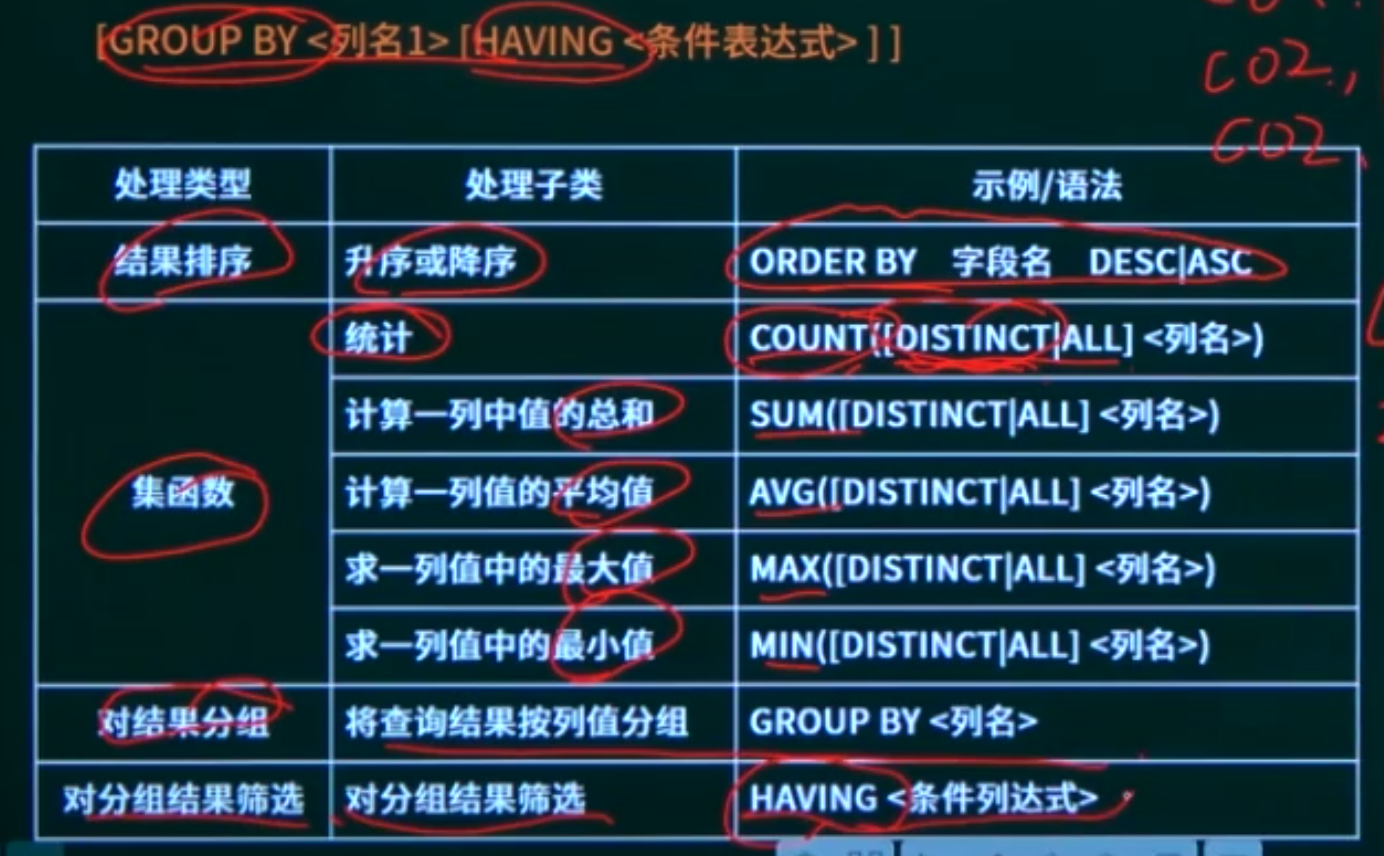 [GROUP BY <列名1> [HAVING <条件表达式> ] ]
C02.,
C02.
处理类型 处理子类 示例/语法
结果排序 升序或降序 ORDER BY 字段名 DESC|ASC
集函数 统计 COUNT([DISTINCT|ALL] <列名>)
计算一列中值的总和 SUM([DISTINCT|ALL] <列名>)
计算一列值的平均值 AVG([DISTINCT|ALL] <列名>)
求一列值中的最大值 MAX([DISTINCT|ALL] <列名>)
求一列值中的最小值 MIN([DISTINCT|ALL] <列名>)
对结果分组 将查询结果按列值分组 GROUP BY <列名>
对分组结果筛选 对分组结果筛选 HAVING <条件列达式>